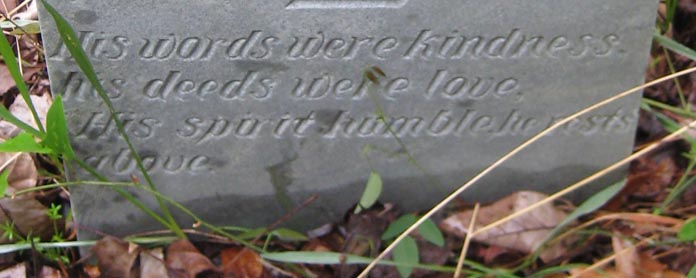 His words were kindness.
his deeds were love,
His spirit humble, he rests
above.